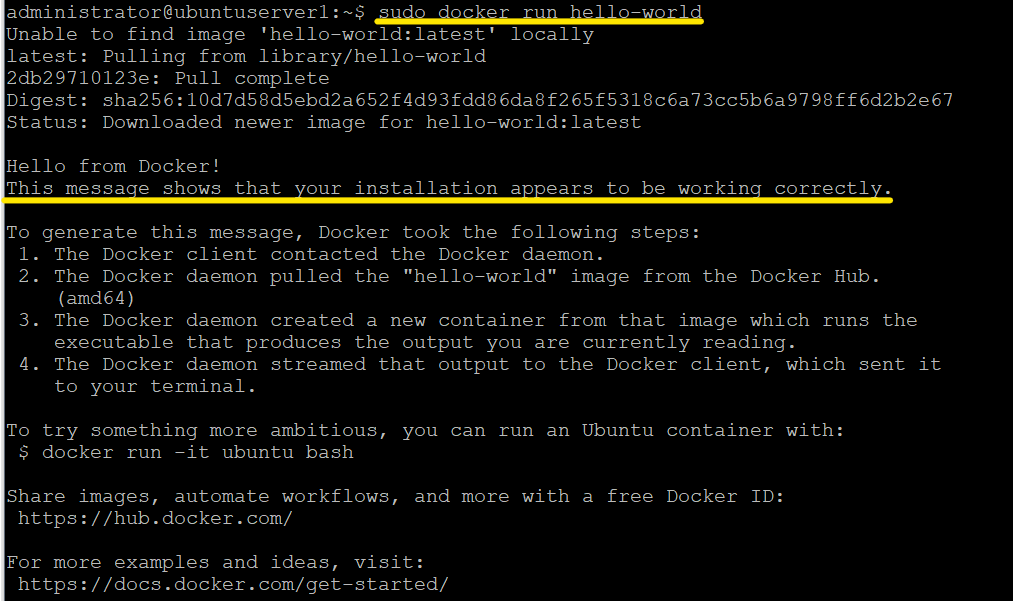 administrator@ubuntuserver1:~$ sudo docker run hello-world
Unable to find image 'hello-world:latest' locally
latest: Pulling from library/hello-world
2db29710123e: Pull complete
Digest: sha256:10d7d58d5ebd2a652f4d93fdd86da8f265f5318c6a73cc5b6a9798ff6d2b2e67
Status: Downloaded newer image for hello-world:latest

Hello from Docker!
This message shows that your installation appears to be working correctly.

To generate this message, Docker took the following steps:
 1. The Docker client contacted the Docker daemon.
 2. The Docker daemon pulled the "hello-world" image from the Docker Hub.
    (amd64)
 3. The Docker daemon created a new container from that image which runs the
    executable that produces the output you are currently reading.
 4. The Docker daemon streamed that output to the Docker client, which sent it
    to your terminal.

To try something more ambitious, you can run an Ubuntu container with:
 $ docker run -it ubuntu bash

Share images, automate workflows, and more with a free Docker ID:
 https://hub.docker.com/

For more examples and ideas, visit:
 https://docs.docker.com/get-started/